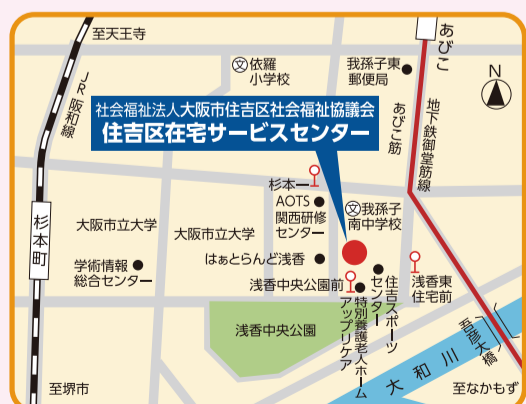 至天王寺
JR阪和線
文
依羅
小学校
我孫子東
郵便局
あびこ
N
社会福祉法人大阪市住吉区社会福祉協議会
住吉区在宅サービスセンター
あびこ筋
地下鉄御堂筋線
杉本一
AOTS
関西研修
センター
文
我孫子
南中学校
杉本町
大阪市立大学
大阪市立大学
学術情報
総合センター
はぁとらんど浅香
浅香中央公園前
住吉スポーツ
センター
浅香東
住宅前
特別養護老人ホーム
アップリケア
浅香中央公園
吾彦大橋
大和川
至堺市
至なかもず